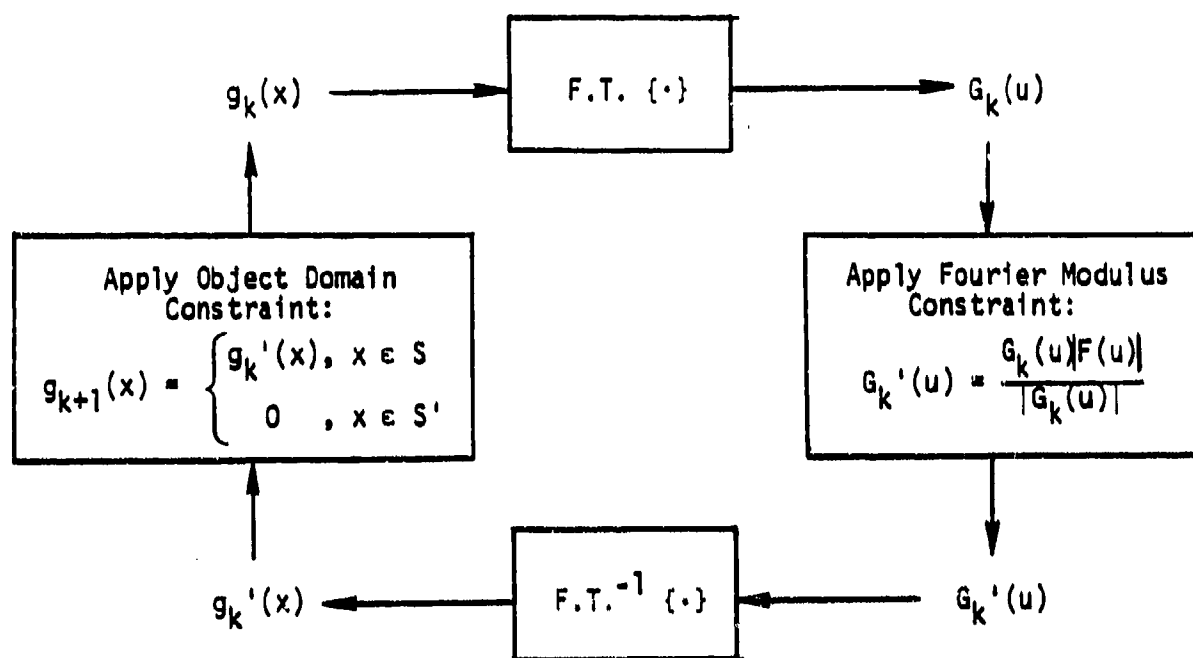 g_k(x)
F.T. {·}
G_k(u)
Apply Object Domain
Constraint:
g_{k+1}(x) = { g_k'(x), x ε S
0 , x ε S'
Apply Fourier Modulus
Constraint:
G_k'(u) = G_k(u)|F(u)| / |G_k(u)|
g_k'(x)
F.T.^{-1} {·}
G_k'(u)